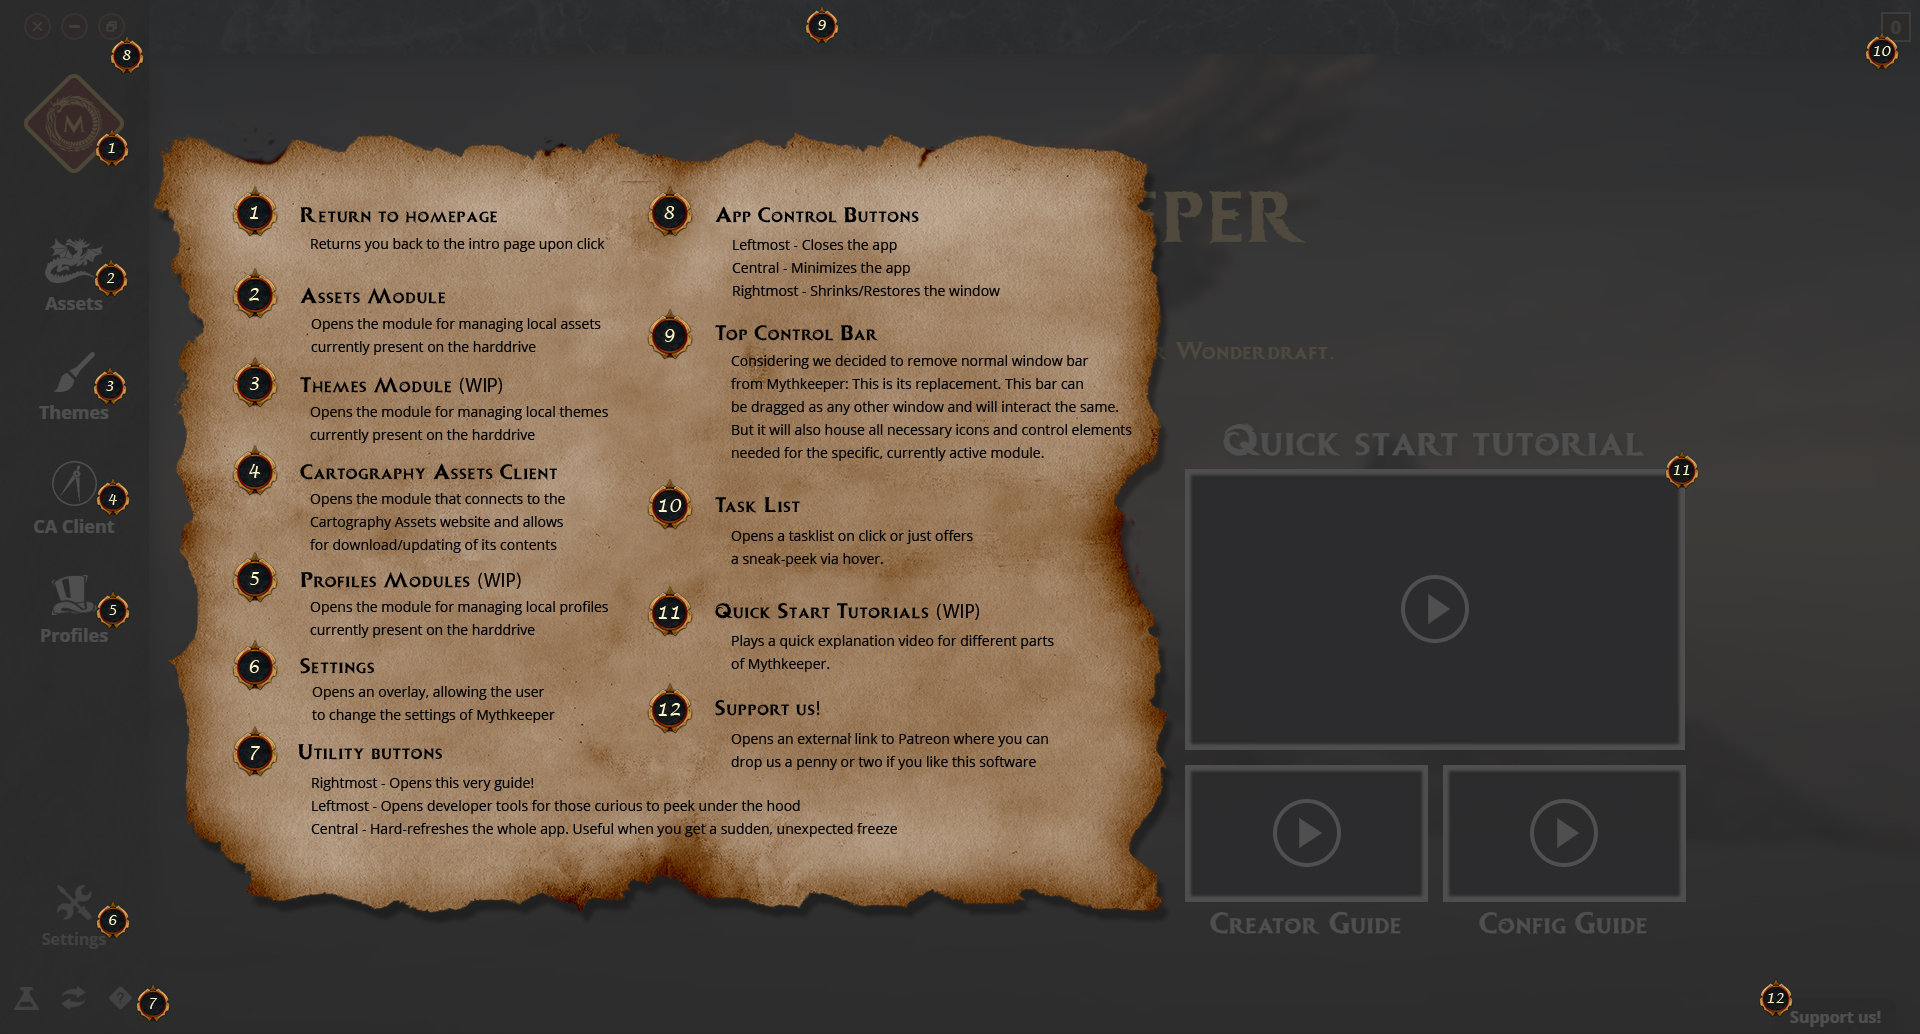 9
0
8
10
M
1
EPER
1 Return to homepage
Returns you back to the intro page upon click
2 Assets Module
Opens the module for managing local assets
currently present on the harddrive
3 Themes Module (WIP)
Opens the module for managing local themes
currently present on the harddrive
4 Cartography Assets Client
Opens the module that connects to the
Cartography Assets website and allows
for download/updating of its contents
5 Profiles Modules (WIP)
Opens the module for managing local profiles
currently present on the harddrive
6 Settings
Opens an overlay, allowing the user
to change the settings of Mythkeeper
7 Utility buttons
Rightmost - Opens this very guide!
Leftmost - Opens developer tools for those curious to peek under the hood
Central - Hard-refreshes the whole app. Useful when you get a sudden, unexpected freeze
8 App Control Buttons
Leftmost - Closes the app
Central - Minimizes the app
Rightmost - Shrinks/Restores the window
9 Top Control Bar
Considering we decided to remove normal window bar
from Mythkeeper: This is its replacement. This bar can
be dragged as any other window and will interact the same.
But it will also house all necessary icons and control elements
needed for the specific, currently active module.
10 Task List
Opens a tasklist on click or just offers
a sneak-peek via hover.
11 Quick Start Tutorials (WIP)
Plays a quick explanation video for different parts
of Mythkeeper.
12 Support us!
Opens an external link to Patreon where you can
drop us a penny or two if you like this software
2
Assets
3
Themes
4
CA Client
5
Profiles
6
Settings
?
7
Wonderdraft.
Quick start tutorial
11
Creator Guide
Config Guide
12
Support us!